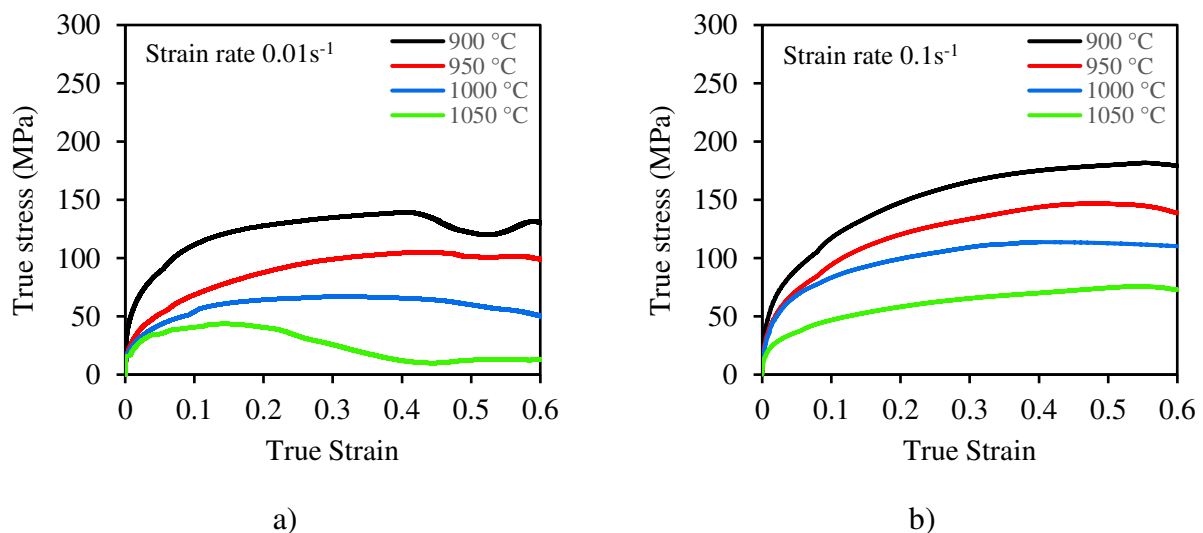 300
250
200
150
100
50
0
True stress (MPa)
Strain rate 0.01s-1
900 °C
950 °C
1000 °C
1050 °C
0 0.1 0.2 0.3 0.4 0.5 0.6
True Strain
a)
300
250
200
150
100
50
0
True stress (MPa)
Strain rate 0.1s-1
900 °C
950 °C
1000 °C
1050 °C
0 0.1 0.2 0.3 0.4 0.5 0.6
True Strain
b)